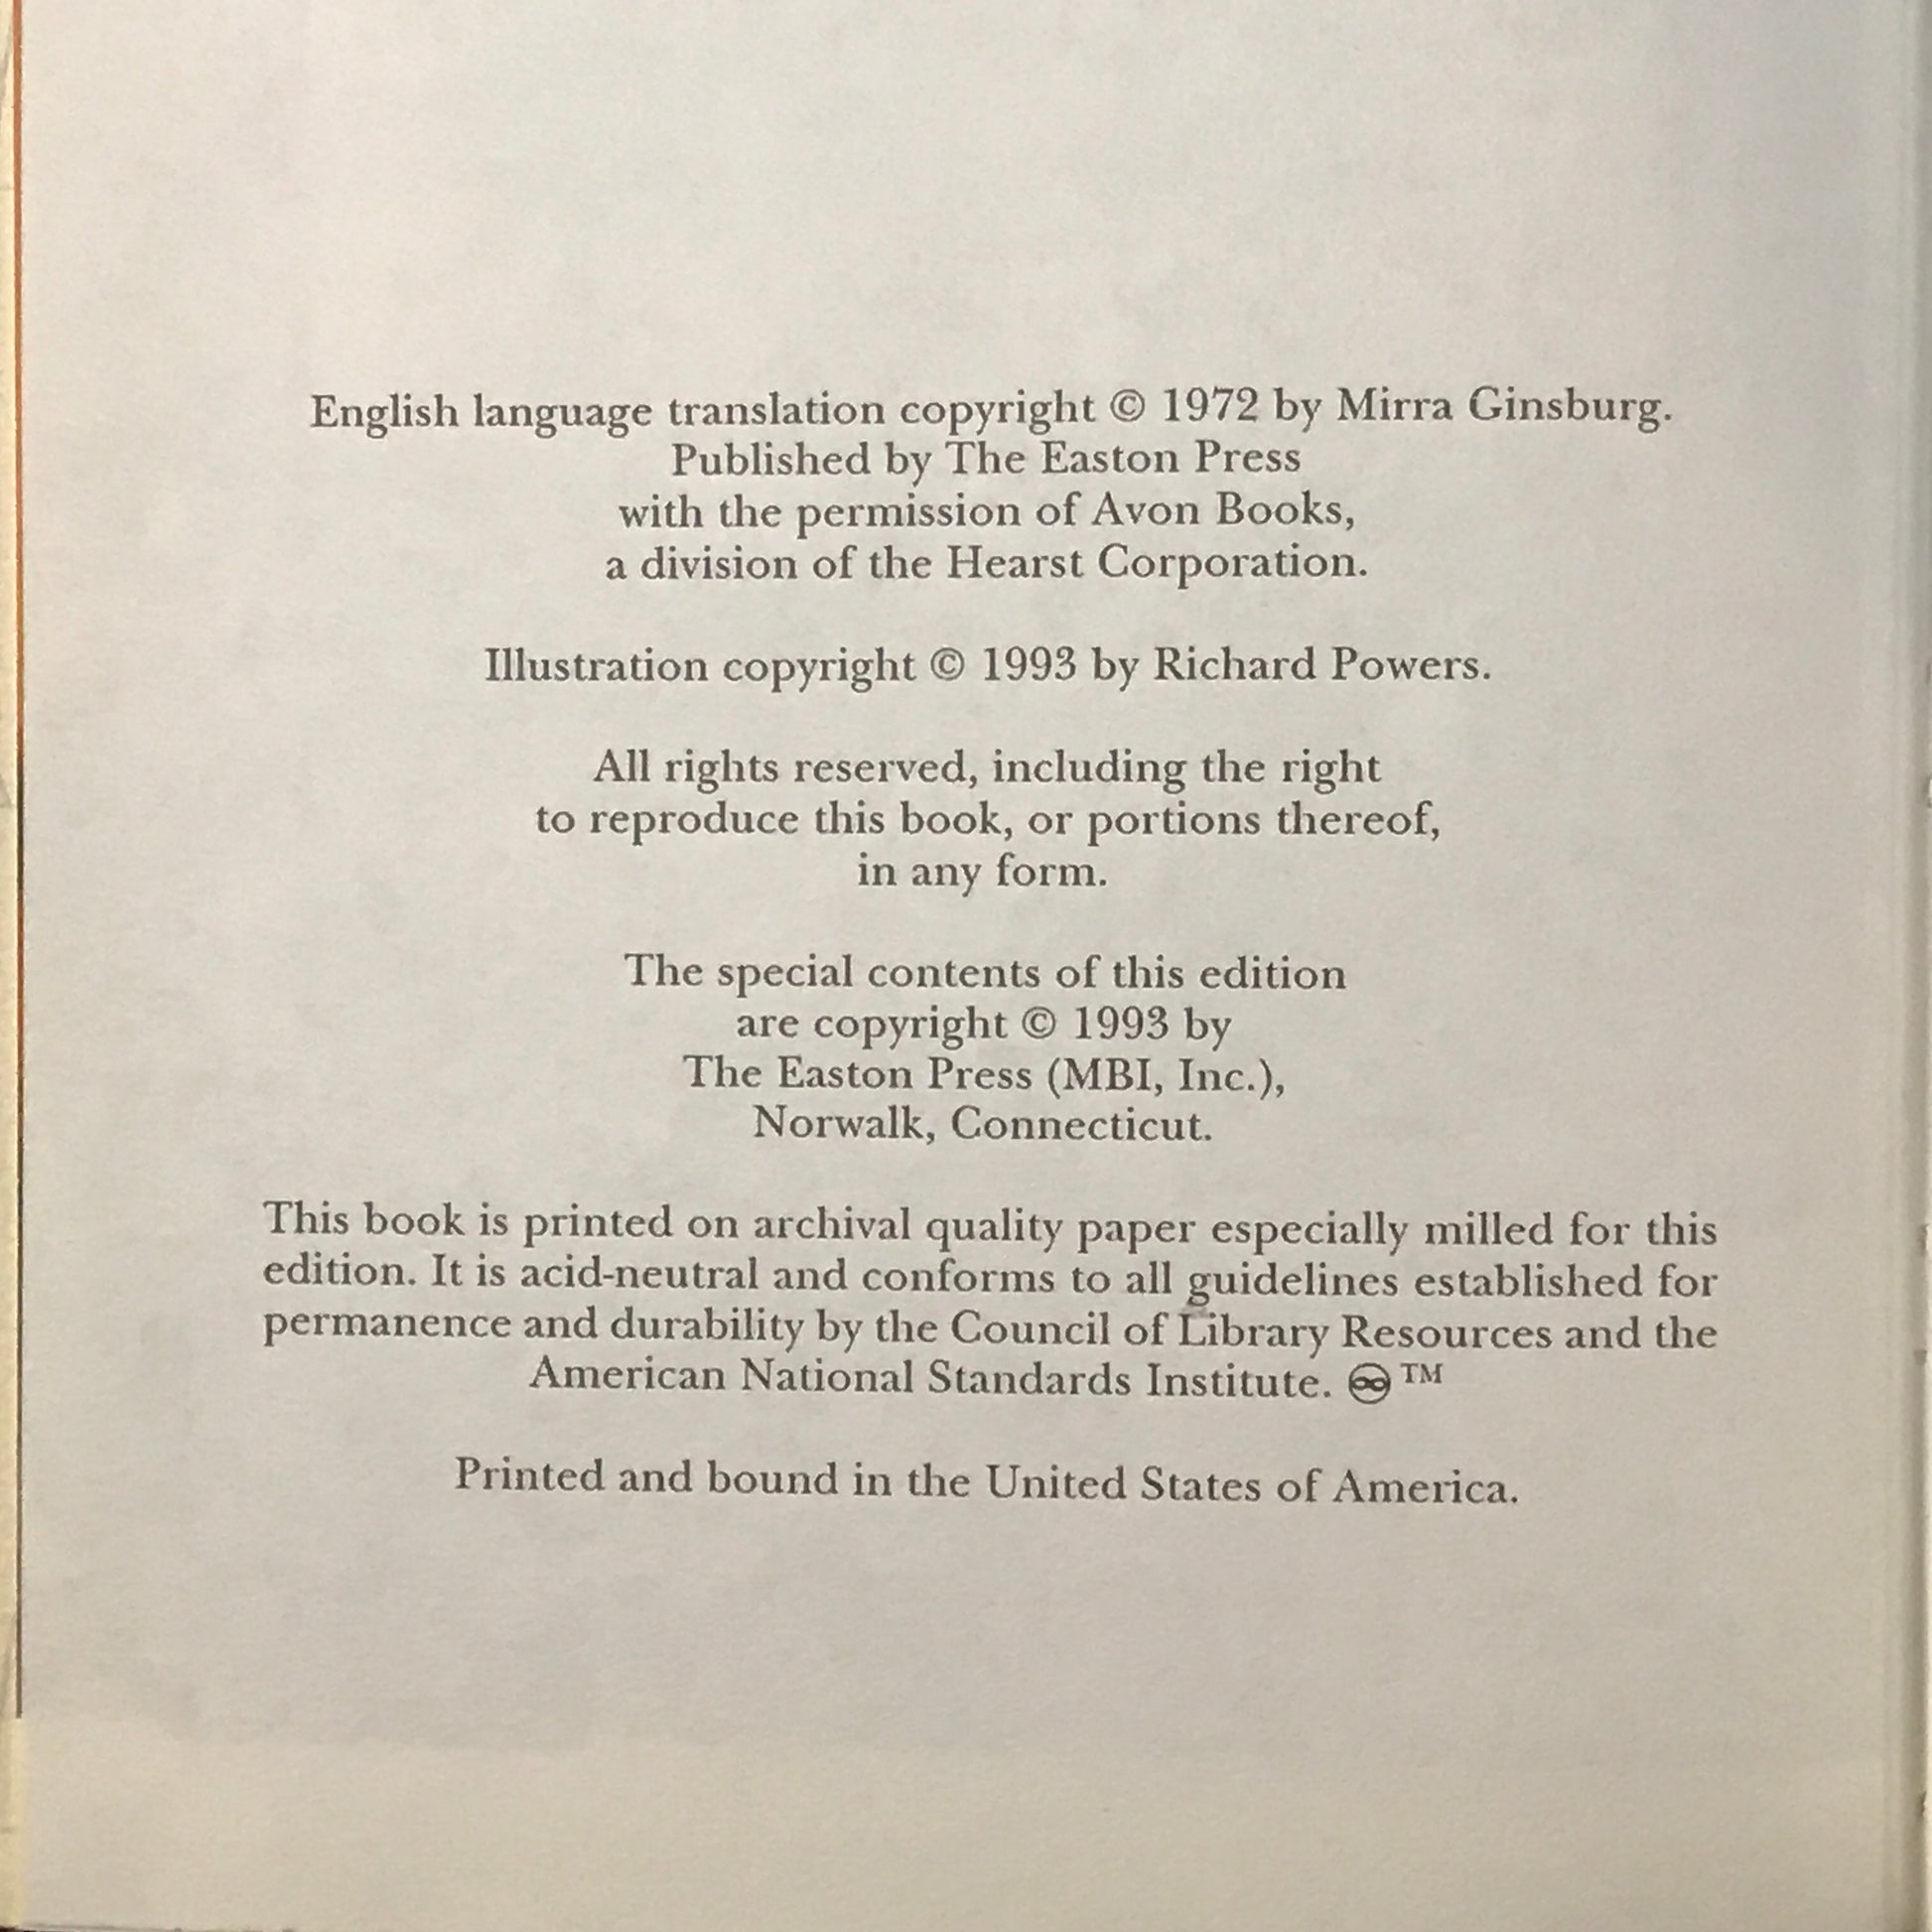 English language translation copyright © 1972 by Mirra Ginsburg.
Published by The Easton Press
with the permission of Avon Books,
a division of the Hearst Corporation.
Illustration copyright © 1993 by Richard Powers.
All rights reserved, including the right
to reproduce this book, or portions thereof,
in any form.
The special contents of this edition
are copyright © 1993 by
The Easton Press (MBI, Inc.),
Norwalk, Connecticut.
This book is printed on archival quality paper especially milled for this
edition. It is acid-neutral and conforms to all guidelines established for
permanence and durability by the Council of Library Resources and the
American National Standards Institute. ♾™
Printed and bound in the United States of America.